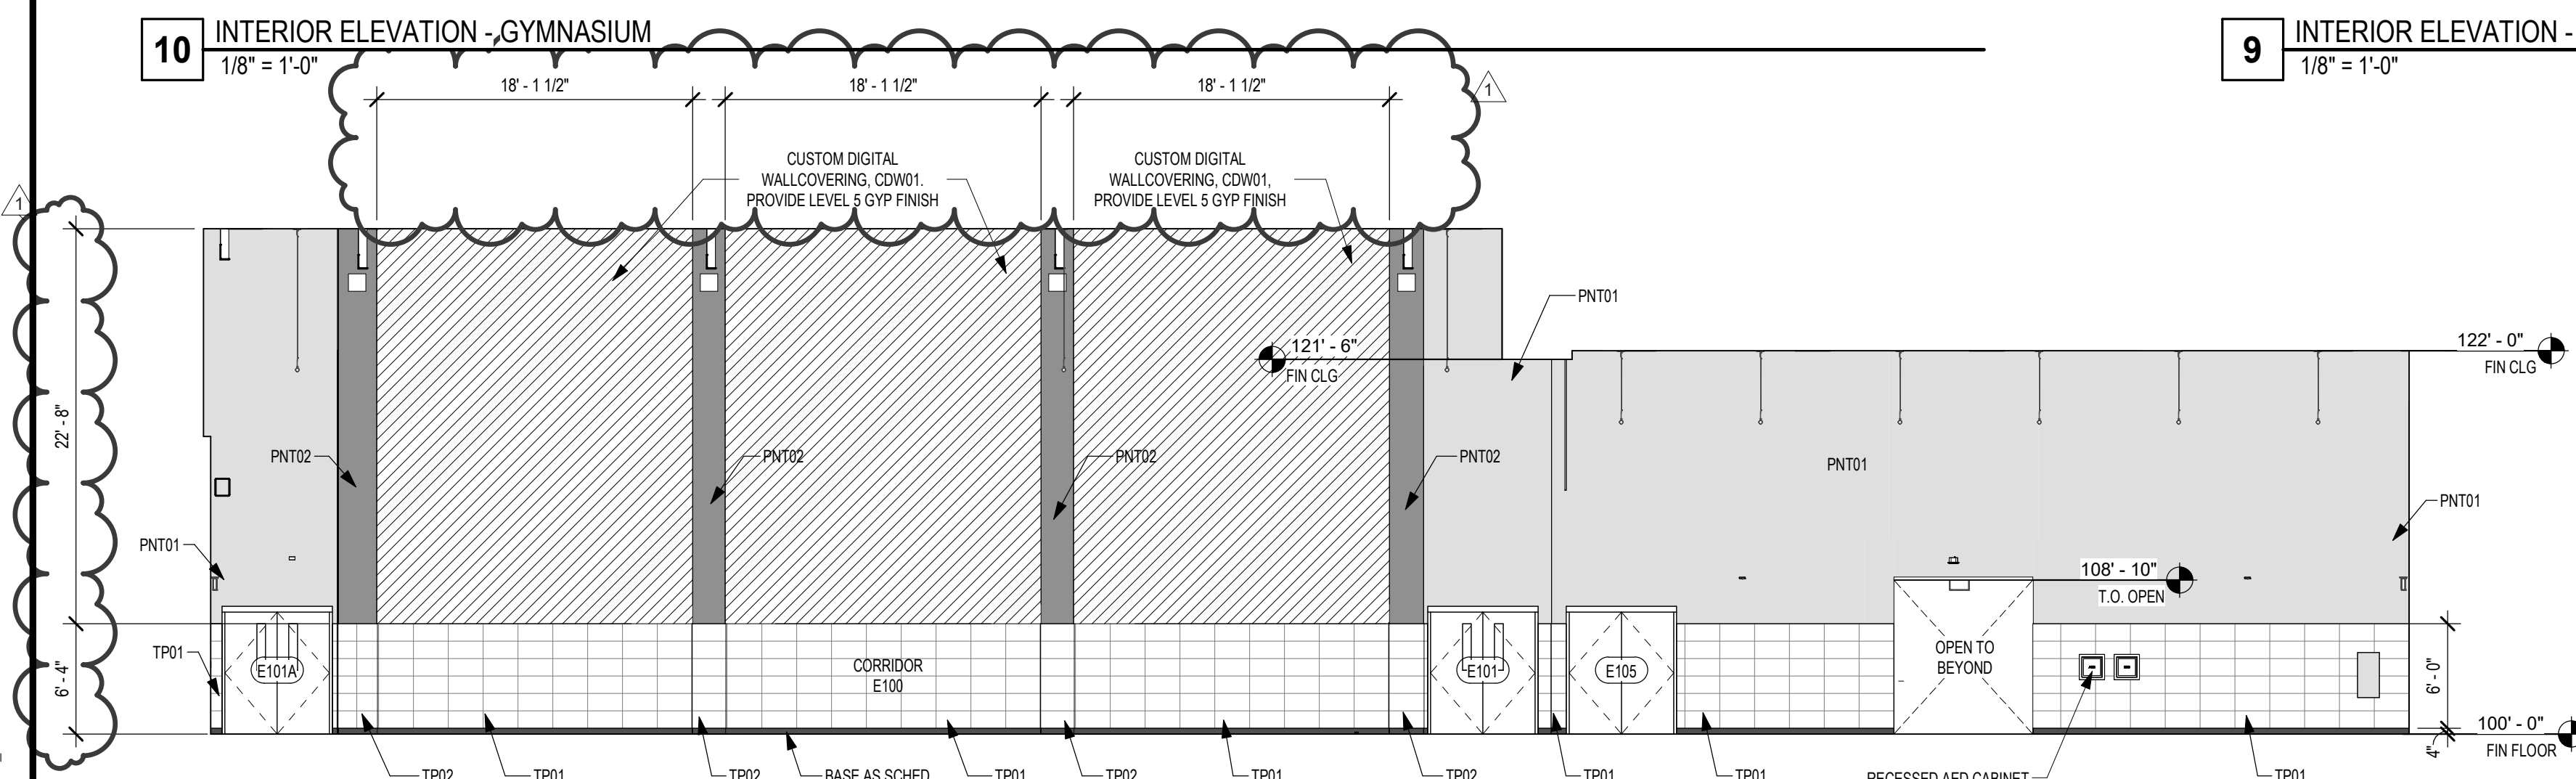 10
INTERIOR ELEVATION - GYMNASIUM
1/8" = 1'-0"
9
INTERIOR ELEVATION -
1/8" = 1'-0"
18' - 1 1/2"
18' - 1 1/2"
18' - 1 1/2"
1
1
CUSTOM DIGITAL
WALLCOVERING, CDW01.
PROVIDE LEVEL 5 GYP FINISH
CUSTOM DIGITAL
WALLCOVERING, CDW01,
PROVIDE LEVEL 5 GYP FINISH
PNT01
121' - 6"
FIN CLG
122' - 0"
FIN CLG
22' - 8"
PNT02
PNT02
PNT02
PNT02
PNT01
PNT01
PNT01
108' - 10"
T.O. OPEN
TP01
E101A
CORRIDOR
E100
E101
E105
OPEN TO
BEYOND
6' - 4"
6' - 0"
4"
100' - 0"
FIN FLOOR
TP02
TP01
TP02
BASE AS SCHED
TP01
TP02
TP01
TP02
TP01
TP01
RECESSED AED CABINET
TP01